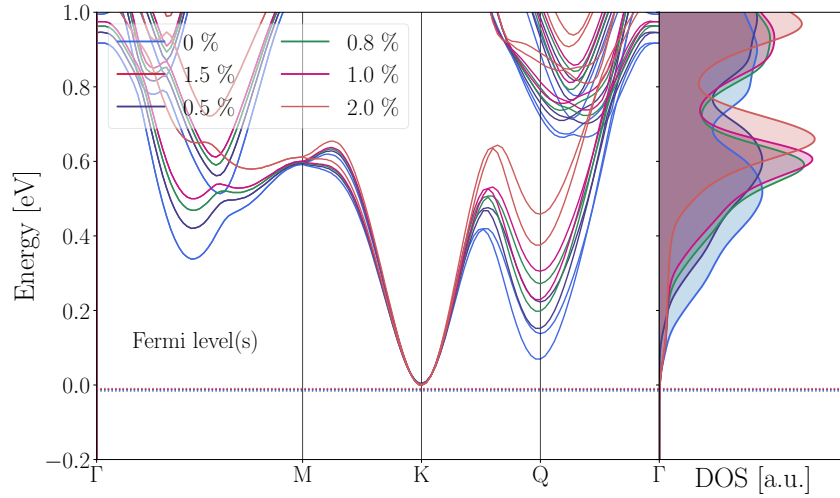 1.0
0.8
0.6
0.4
0.2
0.0
−0.2
Energy [eV]
0 %
1.5 %
0.5 %
0.8 %
1.0 %
2.0 %
Fermi level(s)
Γ
M
K
Q
Γ
DOS [a.u.]